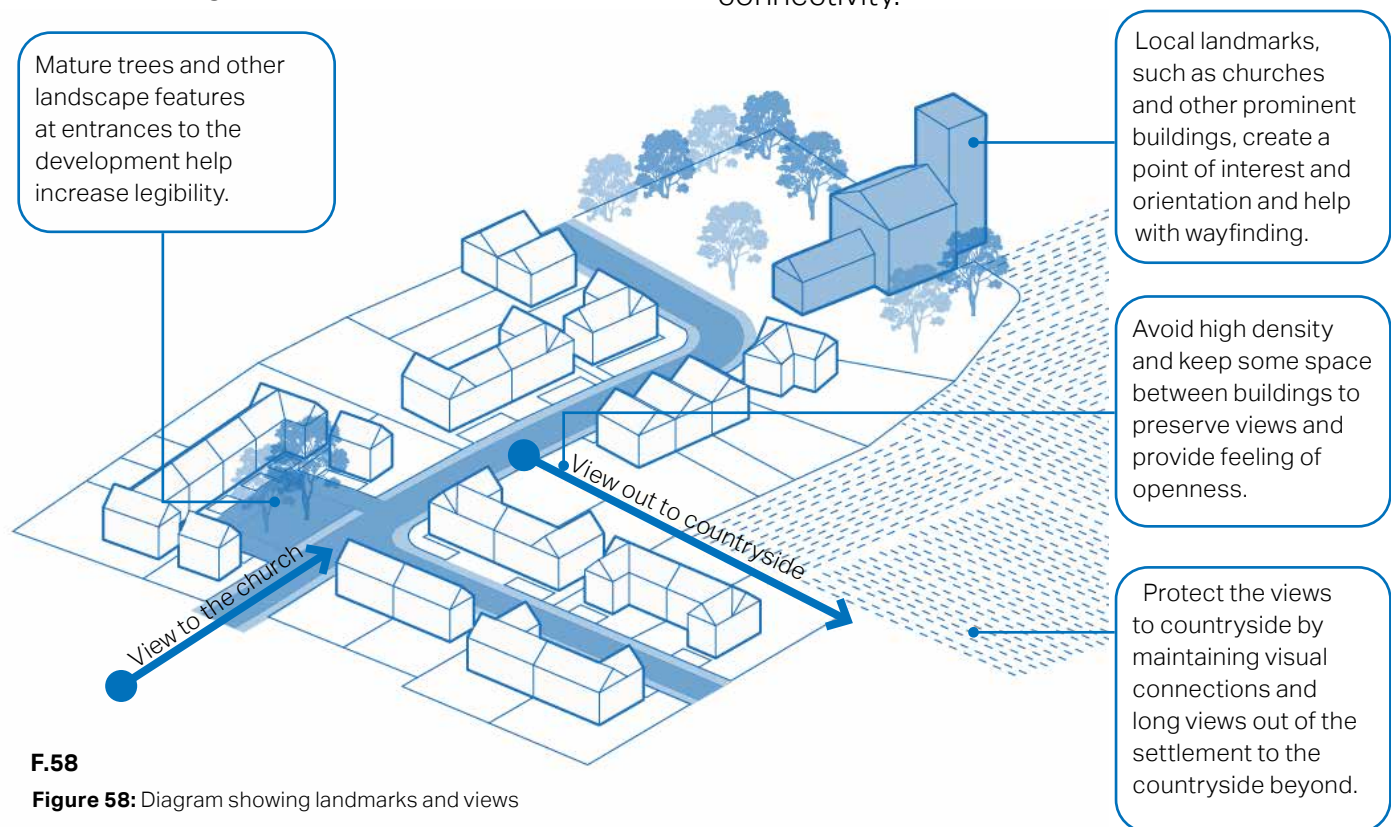 connectivity.
Mature trees and other
landscape features
at entrances to the
development help
increase legibility.
Local landmarks,
such as churches
and other prominent
buildings, create a
point of interest and
orientation and help
with wayfinding.
Avoid high density
and keep some space
between buildings to
preserve views and
provide feeling of
openness.
View out to countryside
View to the church
Protect the views
to countryside by
maintaining visual
connections and
long views out of the
settlement to the
countryside beyond.
F.58
Figure 58: Diagram showing landmarks and views